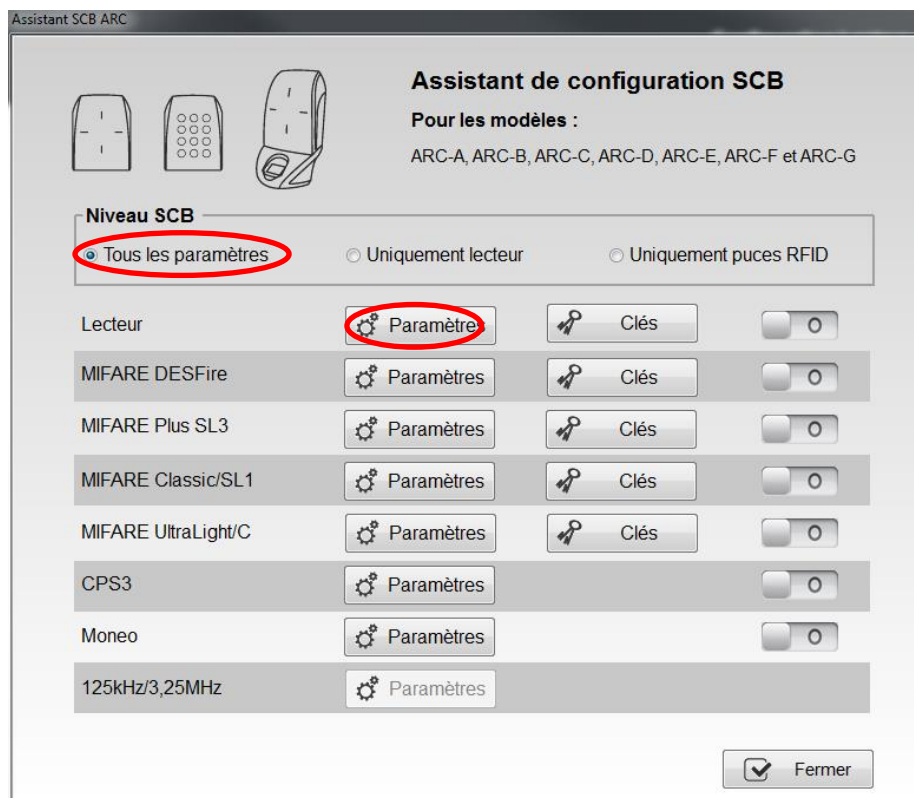 Assistant SCB ARC
Assistant de configuration SCB
Pour les modèles :
ARC-A, ARC-B, ARC-C, ARC-D, ARC-E, ARC-F et ARC-G
Niveau SCB
Tous les paramètres Uniquement lecteur Uniquement puces RFID
Lecteur Paramètres Clés O
MIFARE DESFire Paramètres Clés O
MIFARE Plus SL3 Paramètres Clés O
MIFARE Classic/SL1 Paramètres Clés O
MIFARE UltraLight/C Paramètres Clés O
CPS3 Paramètres O
Moneo Paramètres O
125kHz/3,25MHz Paramètres
Fermer